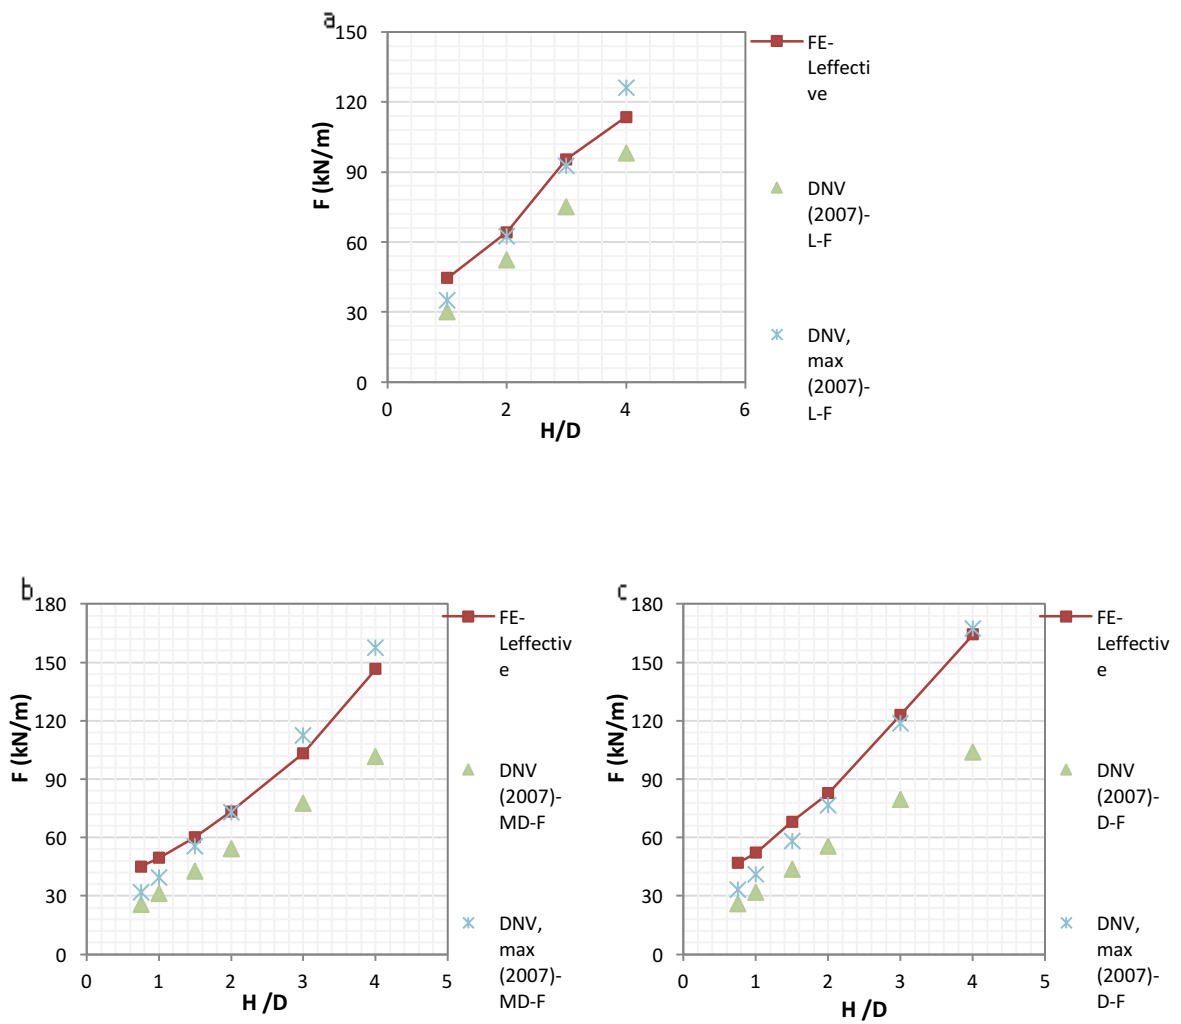 a
150
120
90
60
30
0
F (kN/m)
0 2 4 6
H/D
FE-
Leffecti
ve
DNV
(2007)-
L-F
DNV,
max
(2007)-
L-F
b
180
150
120
90
60
30
0
F (kN/m)
0 1 2 3 4 5
H /D
FE-
Leffectiv
e
DNV
(2007)-
MD-F
DNV,
max
(2007)-
MD-F
c
180
150
120
90
60
30
0
F (kN/m)
0 1 2 3 4 5
H /D
FE-
Leffectiv
e
DNV
(2007)-
D-F
DNV,
max
(2007)-
D-F